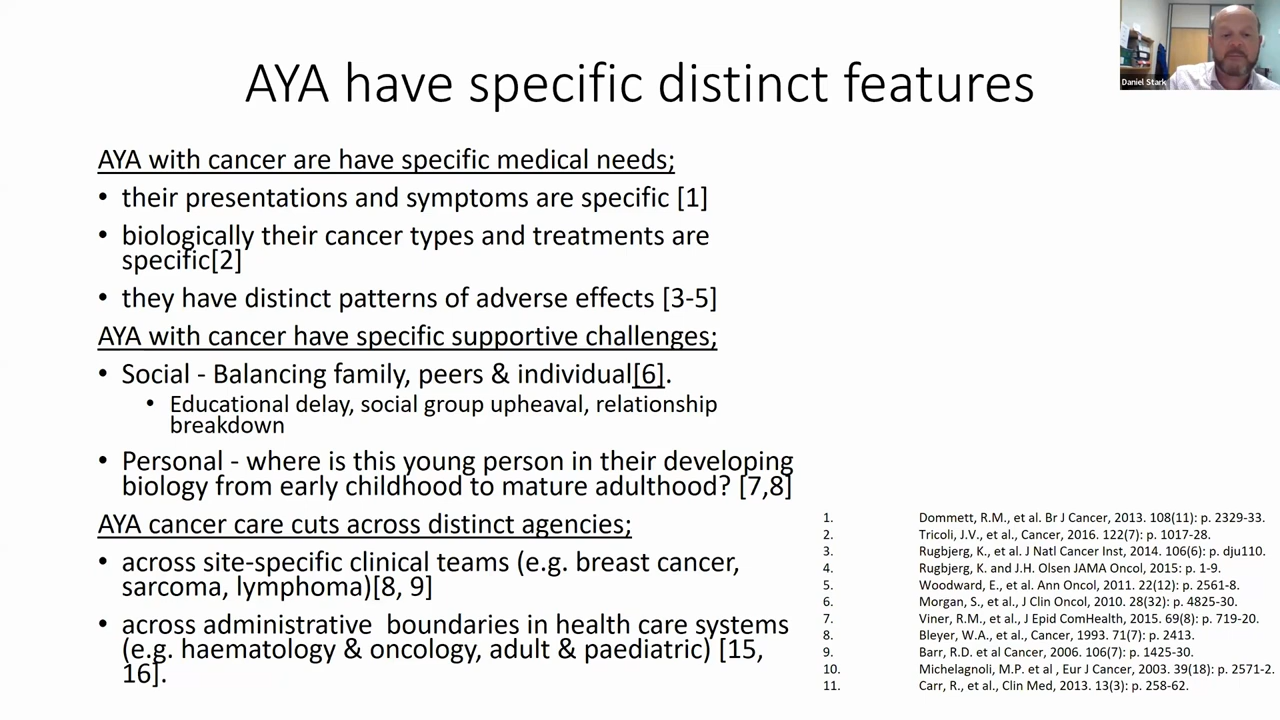 AYA have specific distinct features
Daniel Stark
AYA with cancer are have specific medical needs;
• their presentations and symptoms are specific [1]
• biologically their cancer types and treatments are
specific[2]
• they have distinct patterns of adverse effects [3-5]
AYA with cancer have specific supportive challenges;
• Social - Balancing family, peers & individual[6].
• Educational delay, social group upheaval, relationship
breakdown
• Personal - where is this young person in their developing
biology from early childhood to mature adulthood? [7,8]
AYA cancer care cuts across distinct agencies;
• across site-specific clinical teams (e.g. breast cancer,
sarcoma, lymphoma)[8, 9]
• across administrative  boundaries in health care systems
(e.g. haematology & oncology, adult & paediatric) [15,
16].
1. Dommett, R.M., et al. Br J Cancer, 2013. 108(11): p. 2329-33.
2. Tricoli, J.V., et al., Cancer, 2016. 122(7): p. 1017-28.
3. Rugbjerg, K., et al. J Natl Cancer Inst, 2014. 106(6): p. dju110.
4. Rugbjerg, K. and J.H. Olsen JAMA Oncol, 2015: p. 1-9.
5. Woodward, E., et al. Ann Oncol, 2011. 22(12): p. 2561-8.
6. Morgan, S., et al., J Clin Oncol, 2010. 28(32): p. 4825-30.
7. Viner, R.M., et al., J Epid ComHealth, 2015. 69(8): p. 719-20.
8. Bleyer, W.A., et al., Cancer, 1993. 71(7): p. 2413.
9. Barr, R.D. et al Cancer, 2006. 106(7): p. 1425-30.
10. Michelagnoli, M.P. et al , Eur J Cancer, 2003. 39(18): p. 2571-2.
11. Carr, R., et al., Clin Med, 2013. 13(3): p. 258-62.